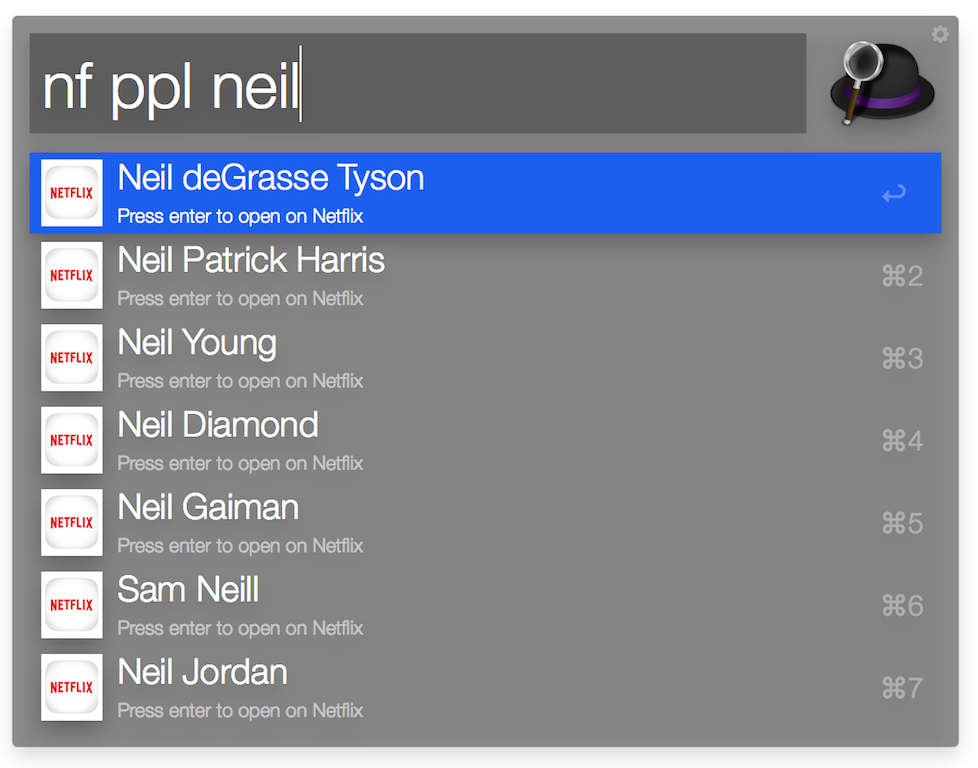 nf ppl neil
NETFLIX
Neil deGrasse Tyson
Press enter to open on Netflix
NETFLIX
Neil Patrick Harris
⌘2
Press enter to open on Netflix
NETFLIX
Neil Young
⌘3
Press enter to open on Netflix
NETFLIX
Neil Diamond
⌘4
Press enter to open on Netflix
NETFLIX
Neil Gaiman
⌘5
Press enter to open on Netflix
NETFLIX
Sam Neill
⌘6
Press enter to open on Netflix
NETFLIX
Neil Jordan
⌘7
Press enter to open on Netflix